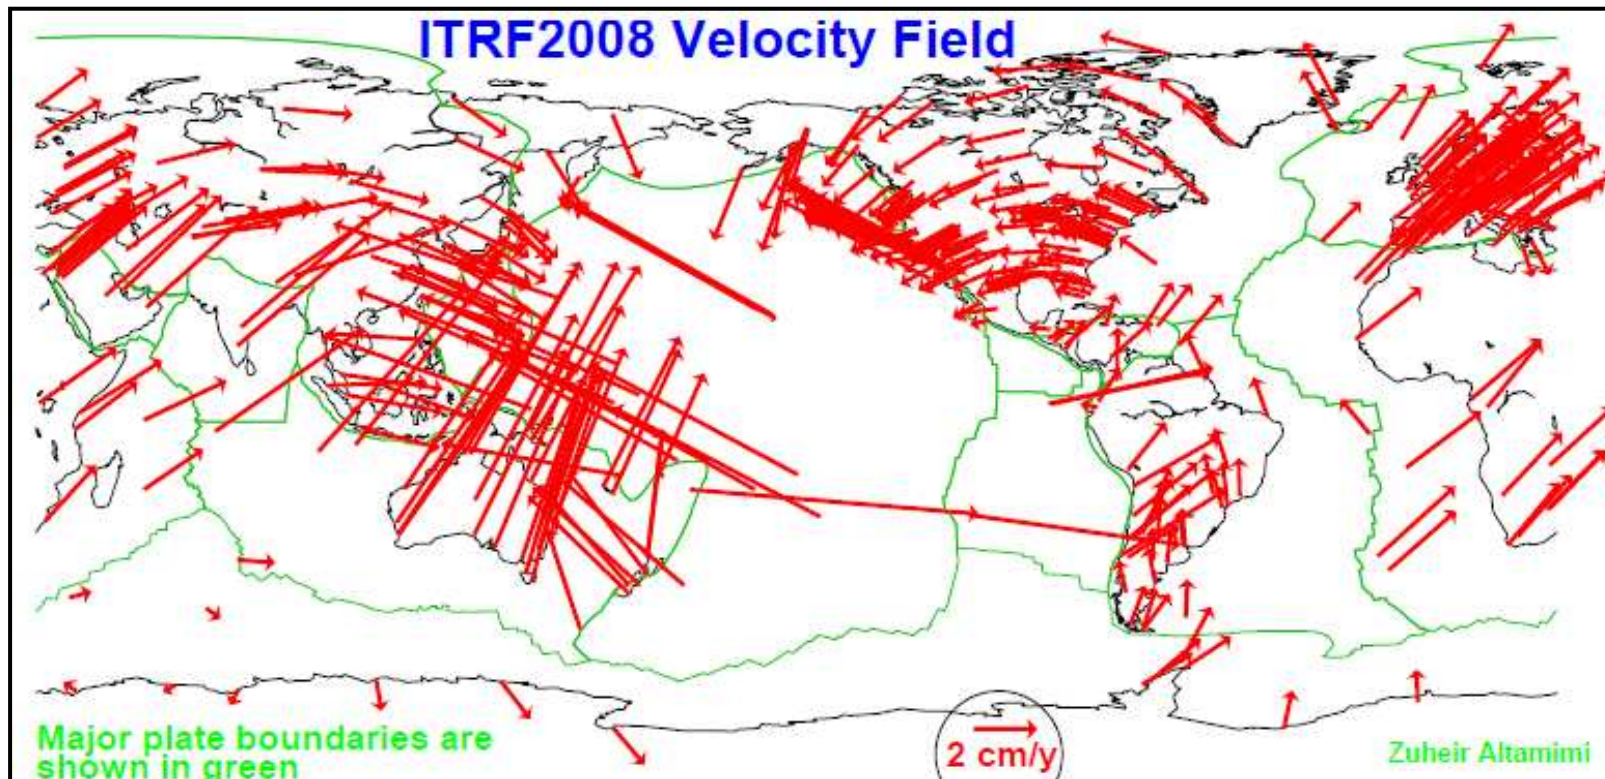 ITRF2008 Velocity Field
Major plate boundaries are
shown in green
2 cm/y
Zuheir Altamimi